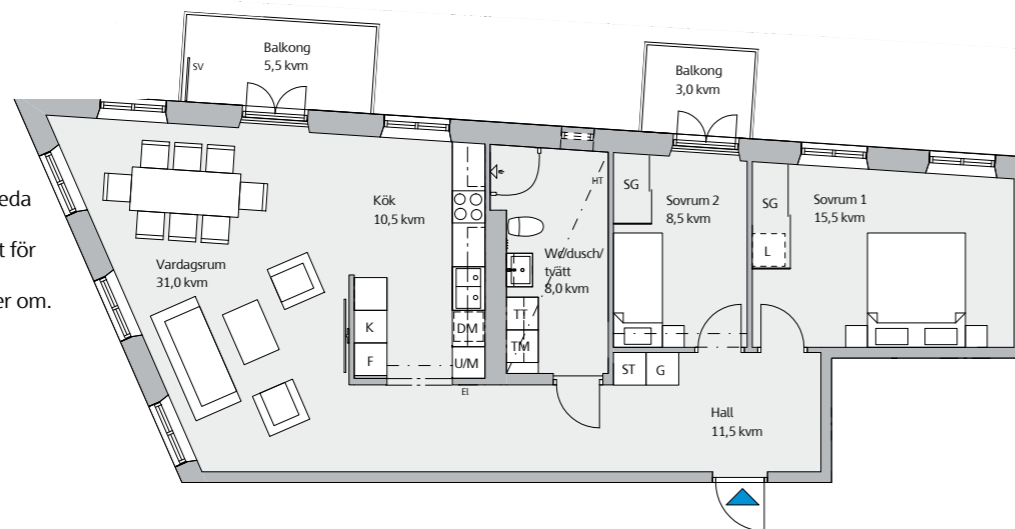 Balkong
5,5 kvm
SV
Balkong
3,0 kvm
eda
t för
er om.
Kök
10,5 kvm
HT
SG
Sovrum 2
8,5 kvm
SG
Sovrum 1
15,5 kvm
L
Vardagsrum
31,0 kvm
Wc/dusch/
tvätt
8,0 kvm
K
F
DM
U/M
El
TT
TM
ST
G
Hall
11,5 kvm